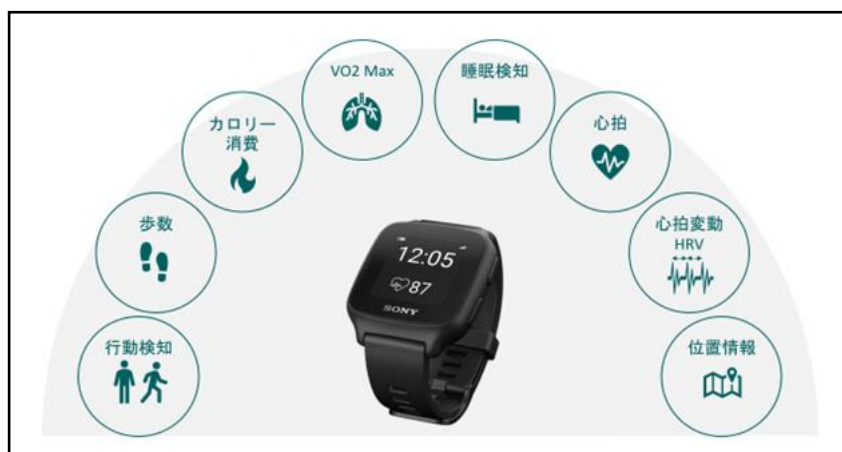 VO2 Max
睡眠検知
カロリー
消費
心拍
歩数
心拍変動
HRV
行動検知
位置情報
12:05
87
SONY